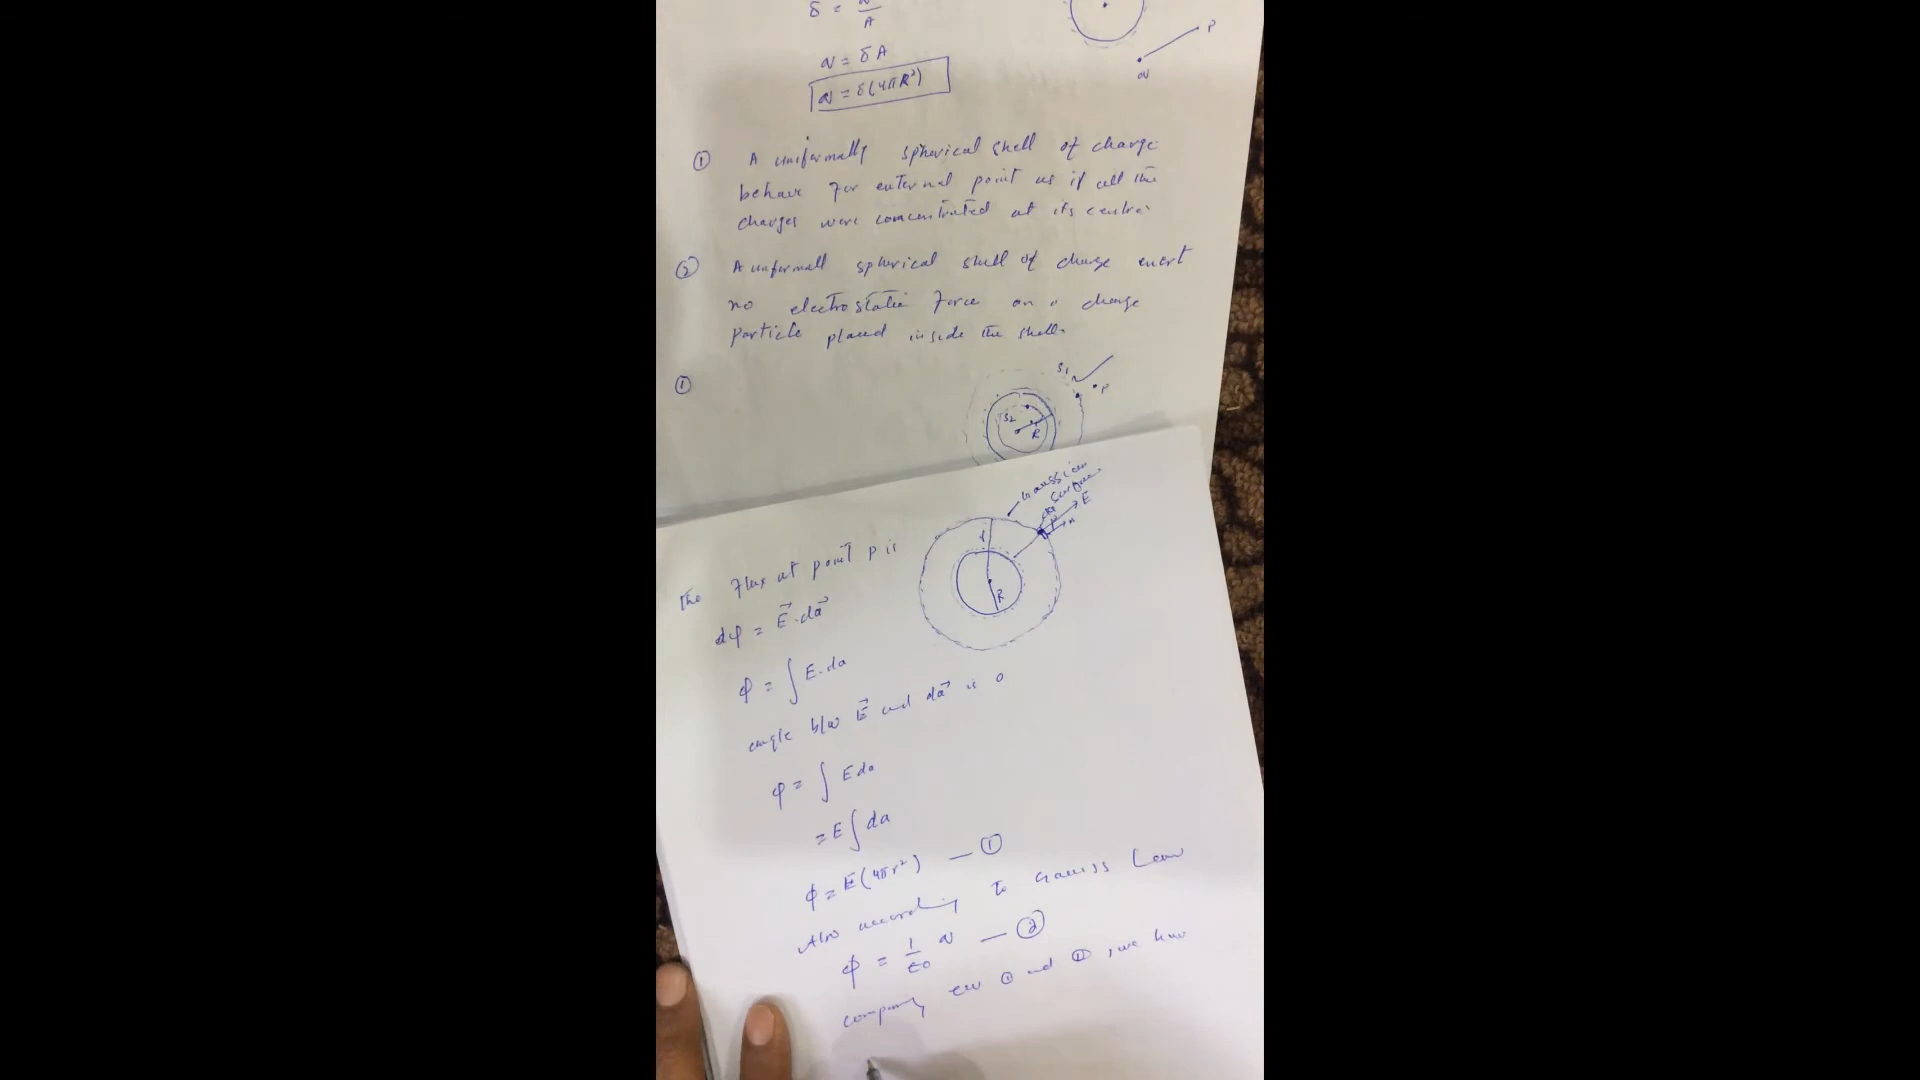 δ = q/A
P
q = δA
q
q = δ(4πR²)
① A uniformally spherical shell of charge
behave for external point as if all the
charges were concentrated at its centre.
② A unformall spherical shell of charge exert
no electrostatic force on a charge
particle placed inside the shell.
①
S₁
P
S₂
R
Gaussian
surface
E
da
n
r
R
The flux at point P is
dφ = E⃗.da⃗
φ = ∫E.da
angle b/w E⃗ and da⃗ is 0
φ = ∫ E da
= E∫da
φ = E(4πr²) — ①
Also according to Gauss Law
φ = 1/ε0 q — ②
① and ②, we have